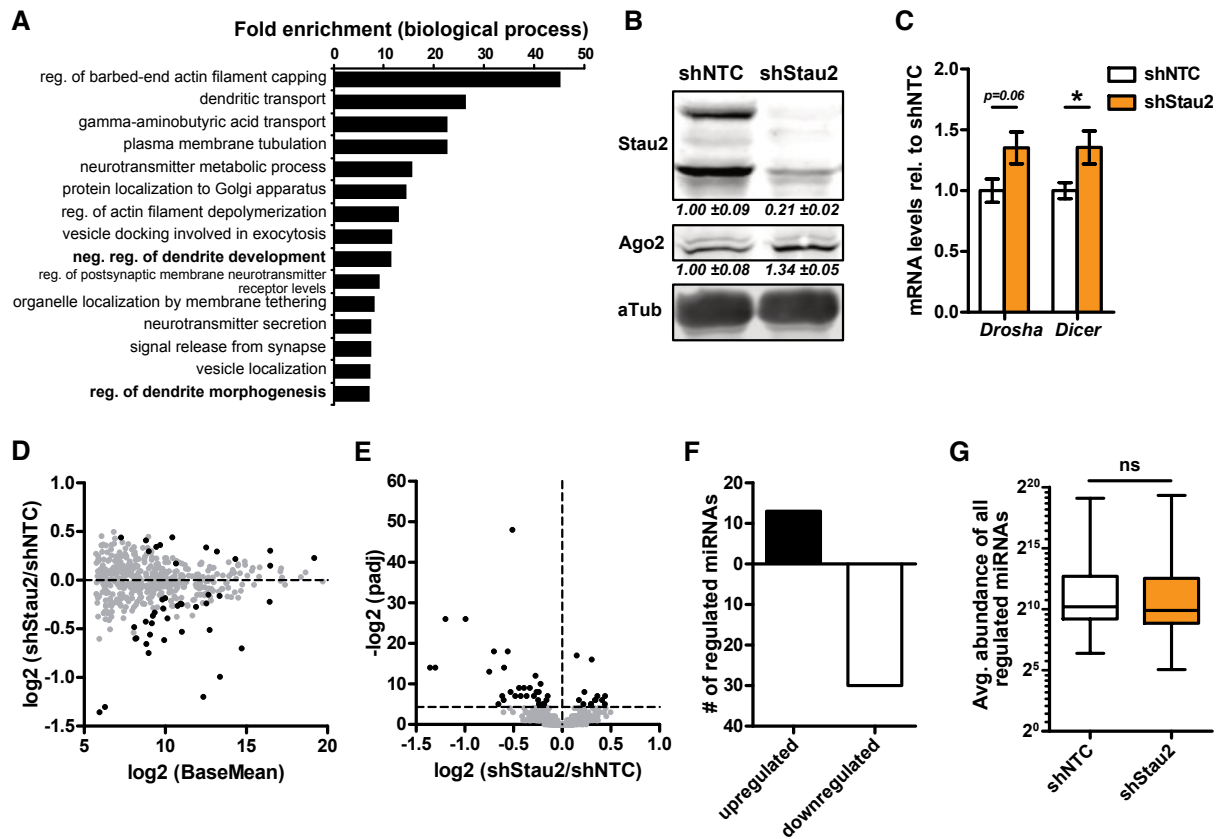 A
Fold enrichment (biological process)
0 10 20 30 40 50
reg. of barbed-end actin filament capping
dendritic transport
gamma-aminobutyric acid transport
plasma membrane tubulation
neurotransmitter metabolic process
protein localization to Golgi apparatus
reg. of actin filament depolymerization
vesicle docking involved in exocytosis
neg. reg. of dendrite development
reg. of postsynaptic membrane neurotransmitter
receptor levels
organelle localization by membrane tethering
neurotransmitter secretion
signal release from synapse
vesicle localization
reg. of dendrite morphogenesis
B
shNTC shStau2
Stau2
1.00 ±0.09 0.21 ±0.02
Ago2
1.00 ±0.08 1.34 ±0.05
aTub
C
mRNA levels rel. to shNTC
2.0
1.5
1.0
0.5
0.0
p=0.06
*
Drosha Dicer
shNTC
shStau2
D
log2 (shStau2/shNTC)
1.0
0.5
0.0
-0.5
-1.0
-1.5
5 10 15 20
log2 (BaseMean)
E
-log2 (padj)
60
50
40
30
20
10
0
-1.5 -1.0 -0.5 0.0 0.5 1.0
log2 (shStau2/shNTC)
F
# of regulated miRNAs
20
10
0
10
20
30
40
upregulated
downregulated
G
Avg. abundance of all
regulated miRNAs
ns
2²⁰
2¹⁵
2¹⁰
2⁵
2⁰
shNTC
shStau2